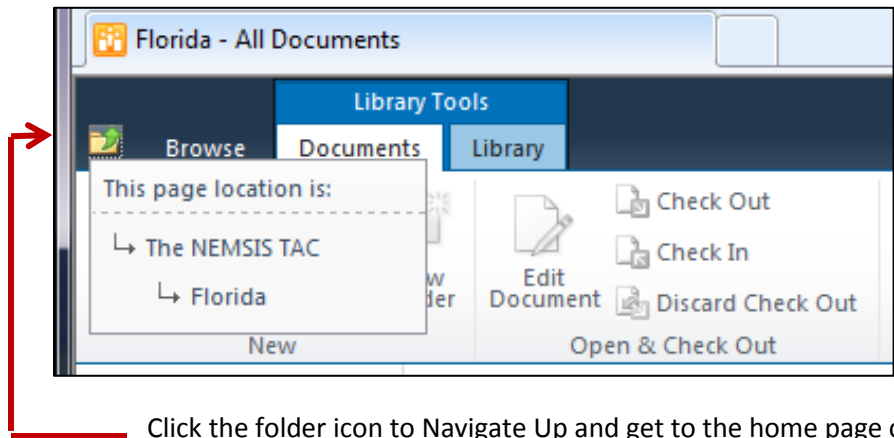 Florida - All Documents
Library Tools
Browse Documents Library
This page location is:
The NEMSIS TAC
Florida
Edit Document
Check Out
Check In
Discard Check Out
New
Open & Check Out
Click the folder icon to Navigate Up and get to the home page